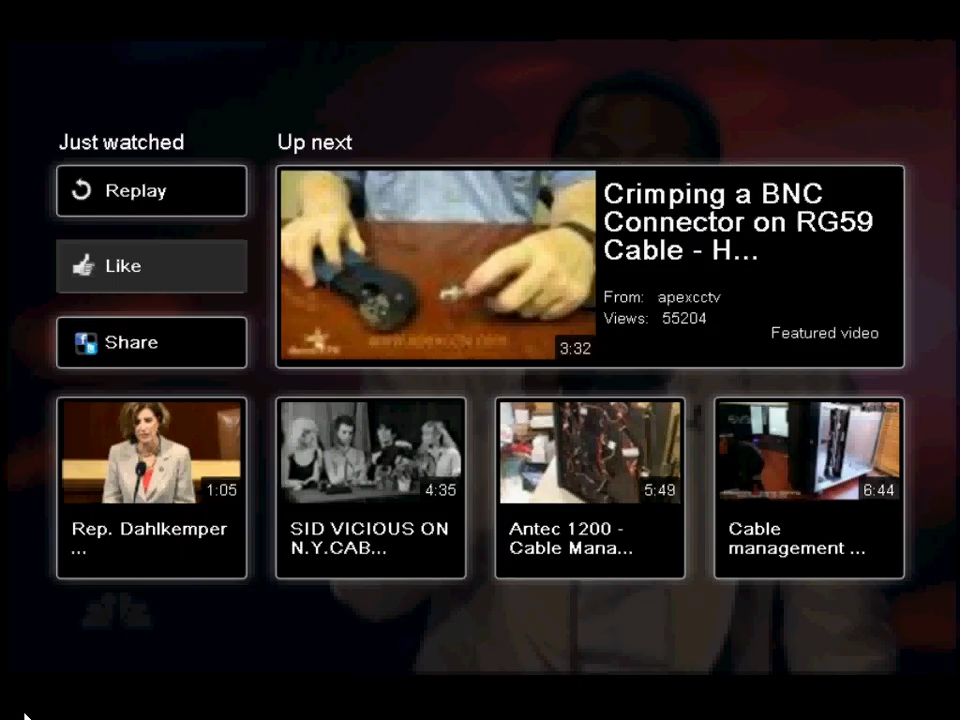 Just watched
Up next
Replay
Like
Share
Crimping a BNC
Connector on RG59
Cable - H...
From: apexcctv
Views: 55204
Featured video
3:32
1:05
Rep. Dahlkemper
...
4:35
SID VICIOUS ON
N.Y.CAB...
5:49
Antec 1200 -
Cable Mana...
6:44
Cable
management ...